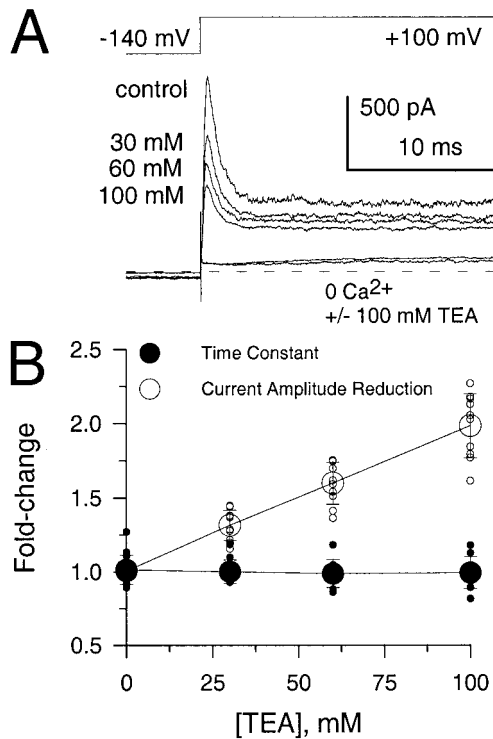 A
-140 mV +100 mV
control
500 pA
30 mM
10 ms
60 mM
100 mM
0 Ca2+
+/- 100 mM TEA
B
2.5
Time Constant
Current Amplitude Reduction
2.0
Fold-change
1.5
1.0
0.5
0 25 50 75 100
[TEA], mM